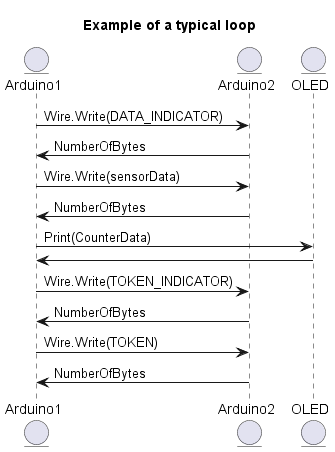 Example of a typical loop
Arduino1 Arduino2 OLED
Wire.Write(DATA_INDICATOR)
NumberOfBytes
Wire.Write(sensorData)
NumberOfBytes
Print(CounterData)
Wire.Write(TOKEN_INDICATOR)
NumberOfBytes
Wire.Write(TOKEN)
NumberOfBytes
Arduino1 Arduino2 OLED